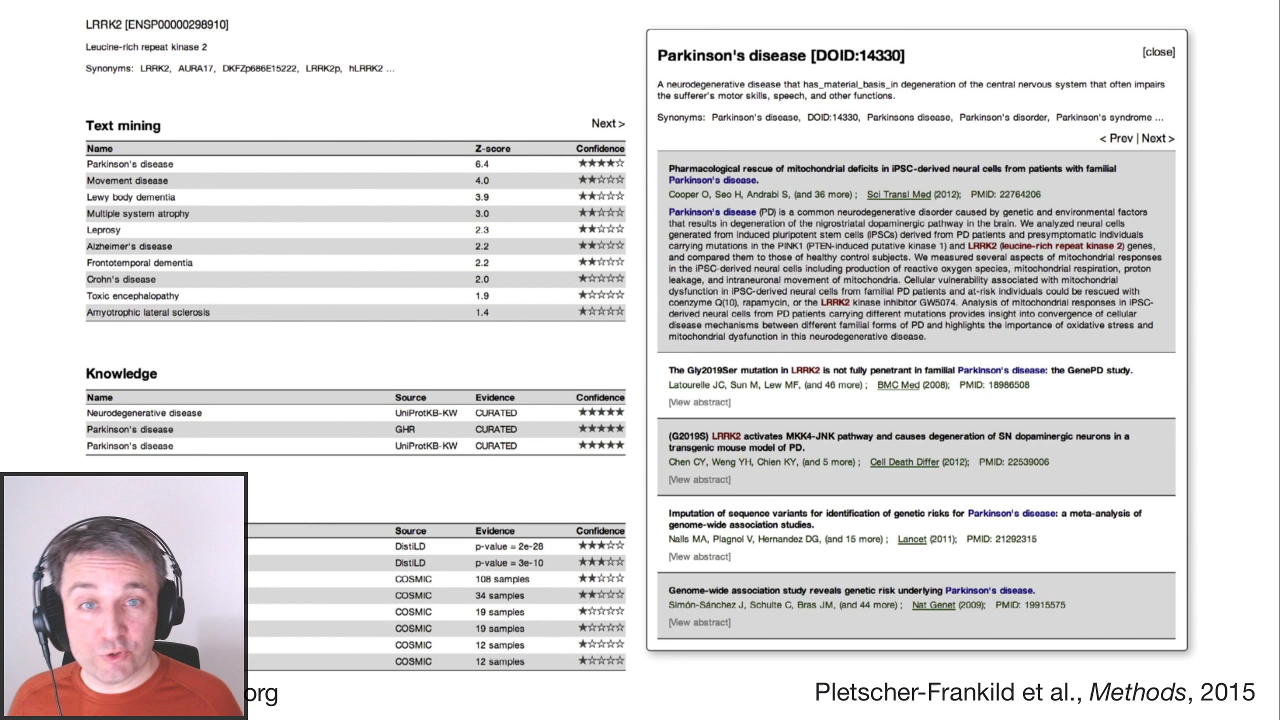 LRRK2 [ENSP00000298910]
Leucine-rich repeat kinase 2
Synonyms: LRRK2, AURA17, DKFZp686E15222, LRRK2p, hLRRK2 ...
Text mining
Next >
Name Z-score Confidence
Parkinson's disease 6.4 ★★★★☆
Movement disease 4.0 ★★☆☆☆
Lewy body dementia 3.9 ★★☆☆☆
Multiple system atrophy 3.0 ★★☆☆☆
Leprosy 2.3 ★★☆☆☆
Alzheimer's disease 2.2 ★★☆☆☆
Frontotemporal dementia 2.2 ★★☆☆☆
Crohn's disease 2.0 ★☆☆☆☆
Toxic encephalopathy 1.9 ★☆☆☆☆
Amyotrophic lateral sclerosis 1.4 ★☆☆☆☆
Knowledge
Name Source Evidence Confidence
Neurodegenerative disease UniProtKB-KW CURATED ★★★★★
Parkinson's disease GHR CURATED ★★★★★
Parkinson's disease UniProtKB-KW CURATED ★★★★★
Source Evidence Confidence
DistiLD p-value = 2e-28 ★★★☆☆
DistiLD p-value = 3e-10 ★★★☆☆
COSMIC 108 samples ★★☆☆☆
COSMIC 34 samples ★★☆☆☆
COSMIC 19 samples ★☆☆☆☆
COSMIC 19 samples ★☆☆☆☆
COSMIC 12 samples ★☆☆☆☆
COSMIC 12 samples ★☆☆☆☆
org
Parkinson's disease [DOID:14330]
[close]
A neurodegenerative disease that has_material_basis_in degeneration of the central nervous system that often impairs
the sufferer's motor skills, speech, and other functions.
Synonyms: Parkinson's disease, DOID:14330, Parkinsons disease, Parkinson's disorder, Parkinson's syndrome ...
< Prev | Next >
Pharmacological rescue of mitochondrial deficits in iPSC-derived neural cells from patients with familial
Parkinson's disease.
Cooper O, Seo H, Andrabi S, (and 36 more) ; Sci Transl Med (2012); PMID: 22764206
Parkinson's disease (PD) is a common neurodegenerative disorder caused by genetic and environmental factors
that results in degeneration of the nigrostriatal dopaminergic pathway in the brain. We analyzed neural cells
generated from induced pluripotent stem cells (iPSCs) derived from PD patients and presymptomatic individuals
carrying mutations in the PINK1 (PTEN-induced putative kinase 1) and LRRK2 (leucine-rich repeat kinase 2) genes,
and compared them to those of healthy control subjects. We measured several aspects of mitochondrial responses
in the iPSC-derived neural cells including production of reactive oxygen species, mitochondrial respiration, proton
leakage, and intraneuronal movement of mitochondria. Cellular vulnerability associated with mitochondrial
dysfunction in iPSC-derived neural cells from familial PD patients and at-risk individuals could be rescued with
coenzyme Q(10), rapamycin, or the LRRK2 kinase inhibitor GW5074. Analysis of mitochondrial responses in iPSC-
derived neural cells from PD patients carrying different mutations provides insight into convergence of cellular
disease mechanisms between different familial forms of PD and highlights the importance of oxidative stress and
mitochondrial dysfunction in this neurodegenerative disease.
The Gly2019Ser mutation in LRRK2 is not fully penetrant in familial Parkinson's disease: the GenePD study.
Latourelle JC, Sun M, Lew MF, (and 46 more) ; BMC Med (2008); PMID: 18986508
[View abstract]
(G2019S) LRRK2 activates MKK4-JNK pathway and causes degeneration of SN dopaminergic neurons in a
transgenic mouse model of PD.
Chen CY, Weng YH, Chien KY, (and 5 more) ; Cell Death Differ (2012); PMID: 22539006
[View abstract]
Imputation of sequence variants for identification of genetic risks for Parkinson's disease: a meta-analysis of
genome-wide association studies.
Nalls MA, Plagnol V, Hernandez DG, (and 15 more) ; Lancet (2011); PMID: 21292315
[View abstract]
Genome-wide association study reveals genetic risk underlying Parkinson's disease.
Simón-Sánchez J, Schulte C, Bras JM, (and 44 more) ; Nat Genet (2009); PMID: 19915575
[View abstract]
Pletscher-Frankild et al., Methods, 2015